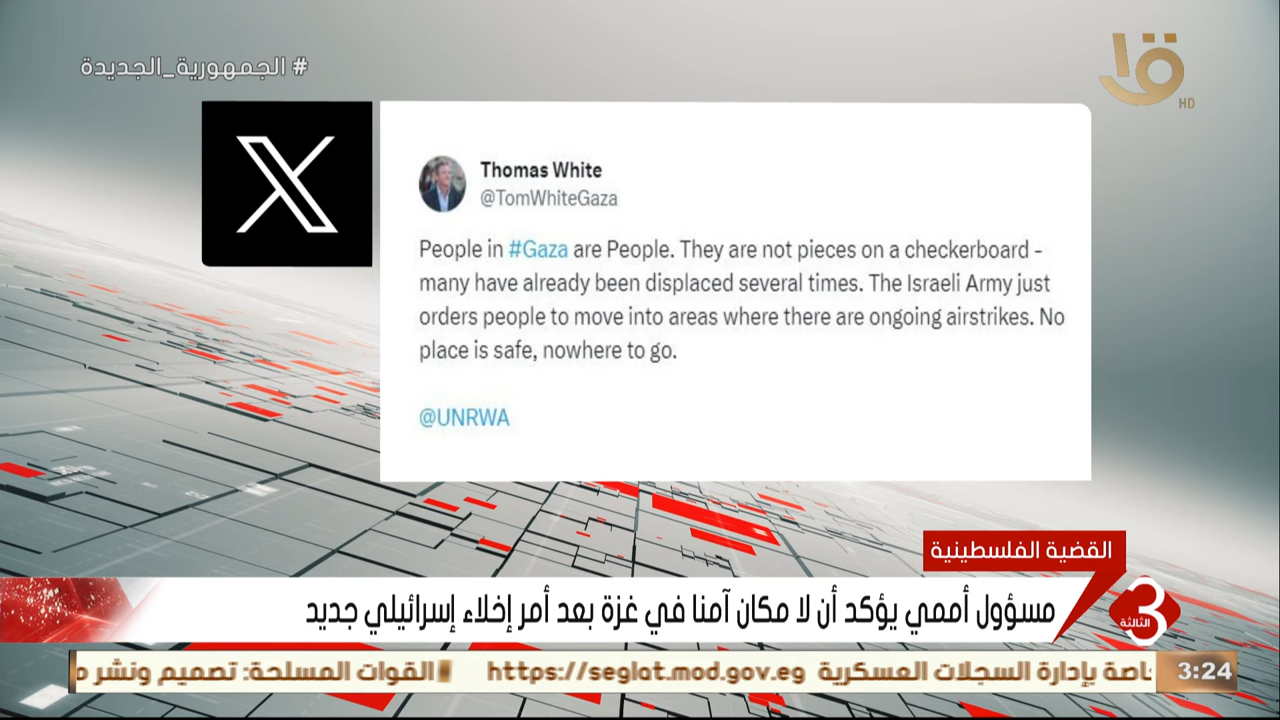 # الجمهورية_الجديدة
HD
X
Thomas White
@TomWhiteGaza
People in #Gaza are People. They are not pieces on a checkerboard -
many have already been displaced several times. The Israeli Army just
orders people to move into areas where there are ongoing airstrikes. No
place is safe, nowhere to go.
@UNRWA
القضية الفلسطينية
مسؤول أممي يؤكد أن لا مكان آمنا في غزة بعد أمر إخلاء إسرائيلي جديد
3 الثالثة
3:24
اصة بإدارة السجلات العسكرية https://seglat.mod.gov.eg القوات المسلحة: تصميم ونشر